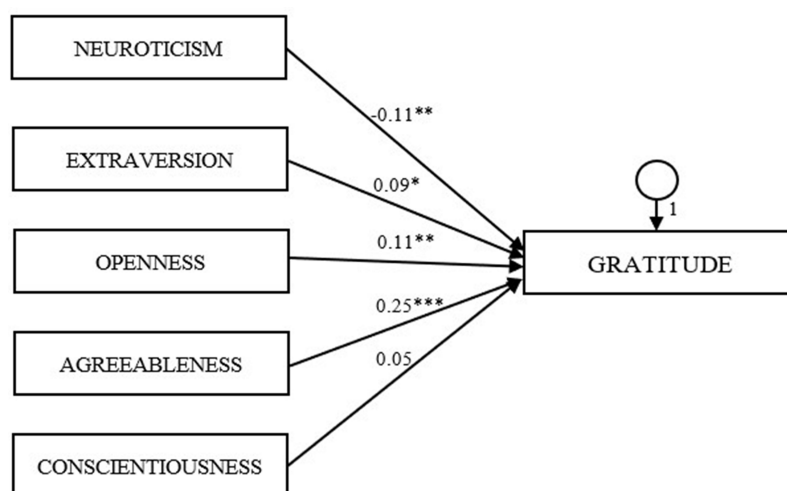 NEUROTICISM
-0.11**
EXTRAVERSION
0.09*
1
OPENNESS
0.11**
GRATITUDE
0.25***
AGREEABLENESS
0.05
CONSCIENTIOUSNESS